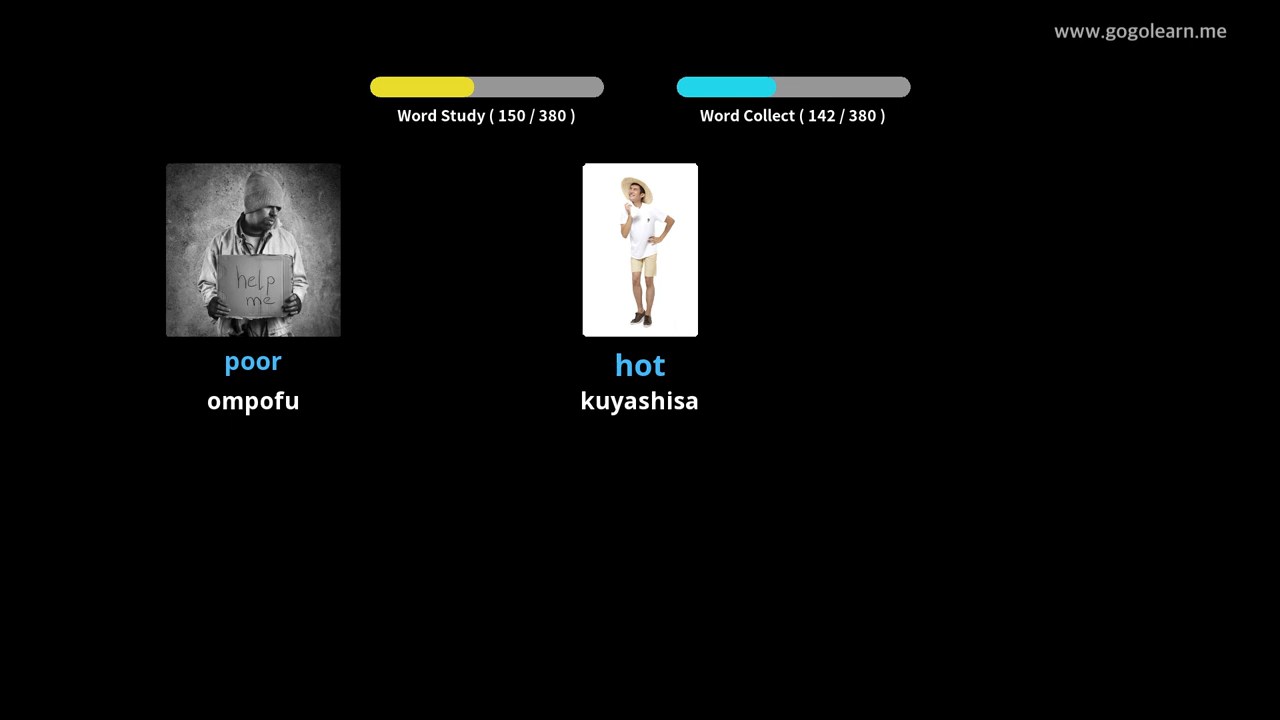 www.gogolearn.me
Word Study ( 150 / 380 )
Word Collect ( 142 / 380 )
help
me
poor
ompofu
hot
kuyashisa